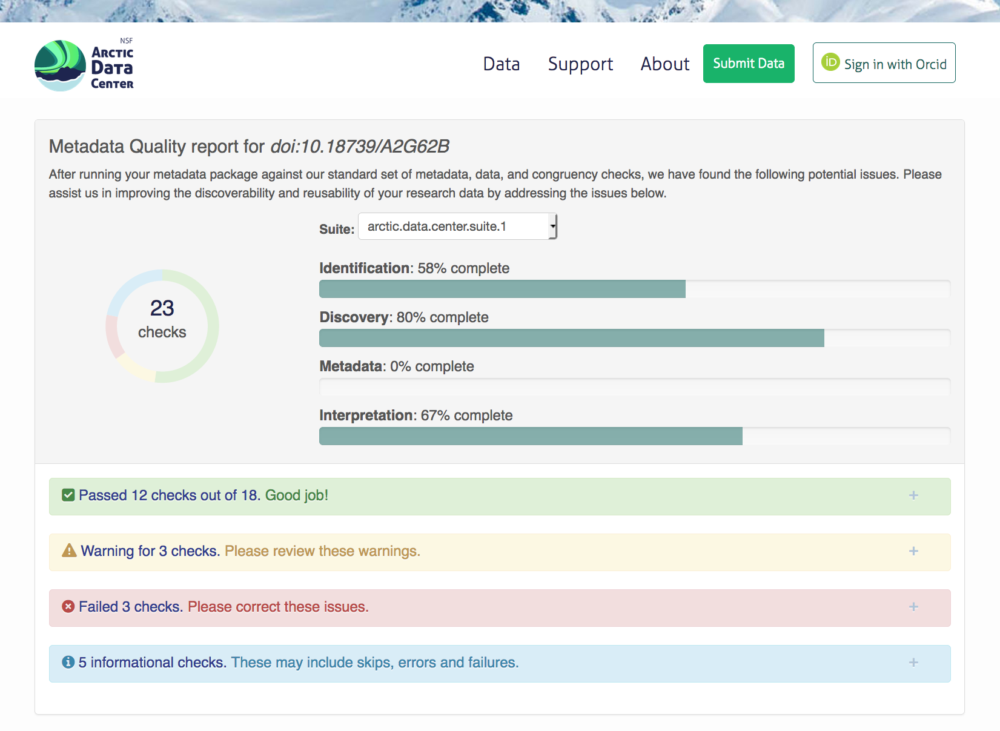 NSF
ARCTIC
DATA
CENTER
Data Support About Submit Data iD Sign in with Orcid
Metadata Quality report for doi:10.18739/A2G62B
After running your metadata package against our standard set of metadata, data, and congruency checks, we have found the following potential issues. Please
assist us in improving the discoverability and reusability of your research data by addressing the issues below.
Suite: arctic.data.center.suite.1
23
checks
Identification: 58% complete
Discovery: 80% complete
Metadata: 0% complete
Interpretation: 67% complete
Passed 12 checks out of 18. Good job! +
Warning for 3 checks. Please review these warnings. +
Failed 3 checks. Please correct these issues. +
5 informational checks. These may include skips, errors and failures. +